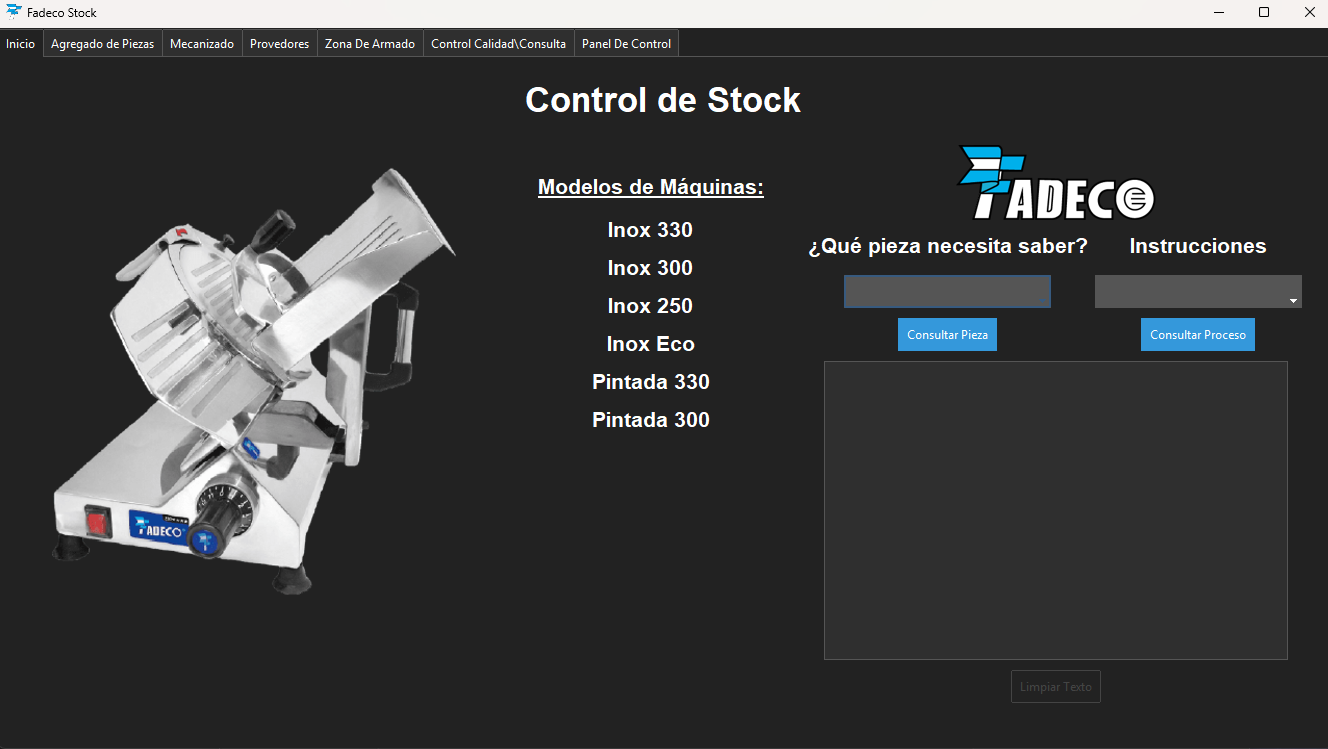 Fadeco Stock
Inicio Agregado de Piezas Mecanizado Provedores Zona De Armado Control Calidad\Consulta Panel De Control
Control de Stock
Modelos de Máquinas:
Inox 330
Inox 300
Inox 250
Inox Eco
Pintada 330
Pintada 300
FADECO
FADECO
¿Qué pieza necesita saber? Instrucciones
Consultar Pieza Consultar Proceso
Limpiar Texto